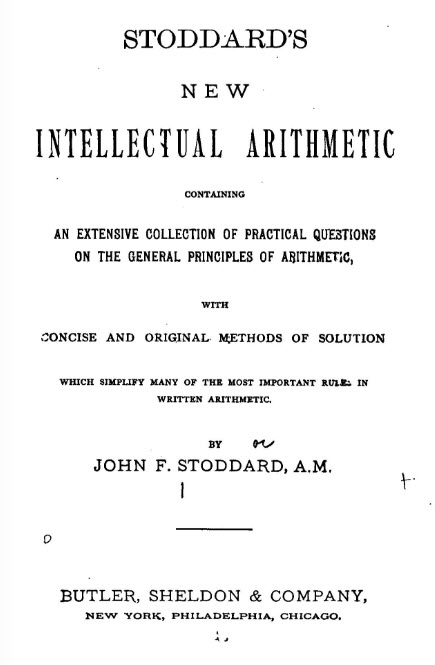 STODDARD'S
NEW
INTELLECTUAL ARITHMETIC
CONTAINING
AN EXTENSIVE COLLECTION OF PRACTICAL QUESTIONS
ON THE GENERAL PRINCIPLES OF ARITHMETIC,
WITH
CONCISE AND ORIGINAL METHODS OF SOLUTION
WHICH SIMPLIFY MANY OF THE MOST IMPORTANT RULES IN
WRITTEN ARITHMETIC.
BY
JOHN F. STODDARD, A.M.
BUTLER, SHELDON & COMPANY,
NEW YORK, PHILADELPHIA, CHICAGO.